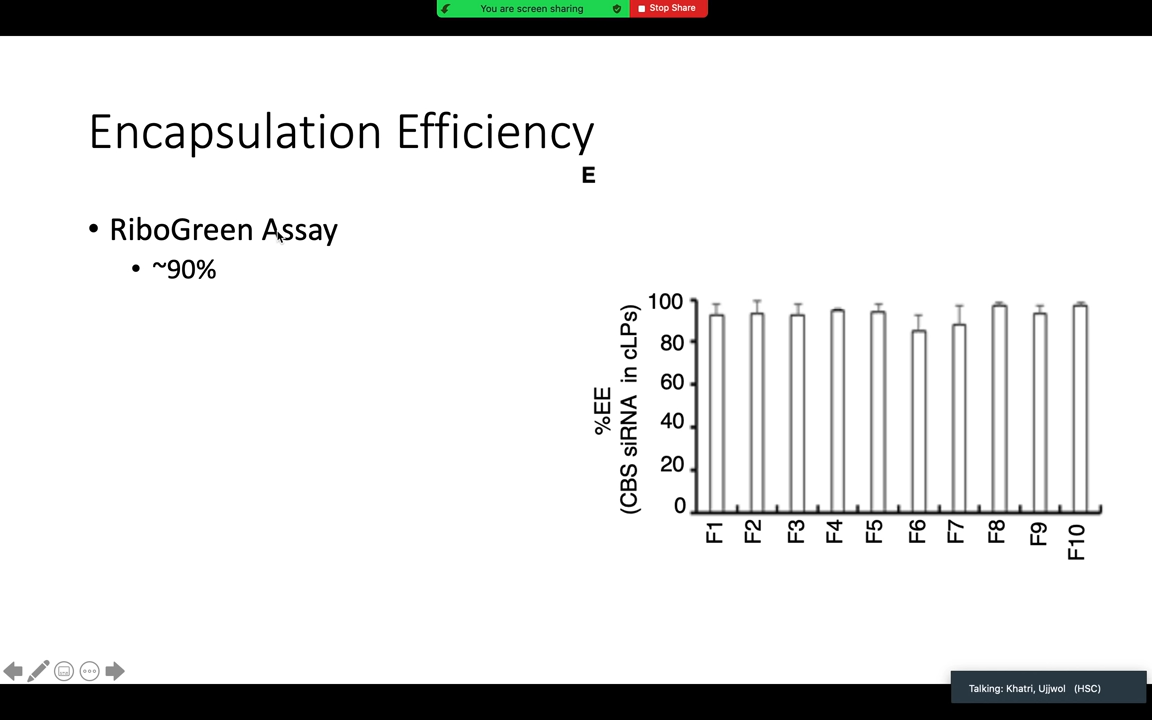 You are screen sharing
Stop Share
Encapsulation Efficiency
E
• RiboGreen Assay
• ~90%
%EE
(CBS siRNA in cLPs)
100
80
60
40
20
0
F1 F2 F3 F4 F5 F6 F7 F8 F9 F10
Talking: Khatri, Ujjwol (HSC)